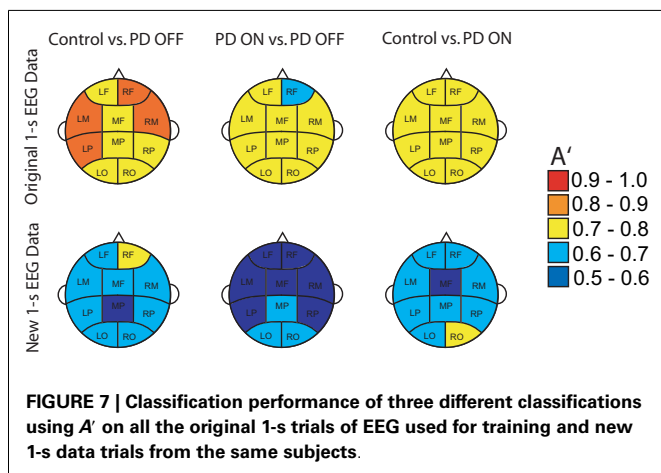 Control vs. PD OFF PD ON vs. PD OFF Control vs. PD ON
Original 1-s EEG Data
LF RF LF RF LF RF
LM MF RM LM MF RM LM MF RM
LP MP RP LP MP RP LP MP RP
LO RO LO RO LO RO
A'
0.9 - 1.0
0.8 - 0.9
0.7 - 0.8
0.6 - 0.7
0.5 - 0.6
New 1-s EEG Data
LF RF LF RF LF RF
LM MF RM LM MF RM LM MF RM
LP MP RP LP MP RP LP MP RP
LO RO LO RO LO RO
FIGURE 7 | Classification performance of three different classifications
using A′ on all the original 1-s trials of EEG used for training and new
1-s data trials from the same subjects.